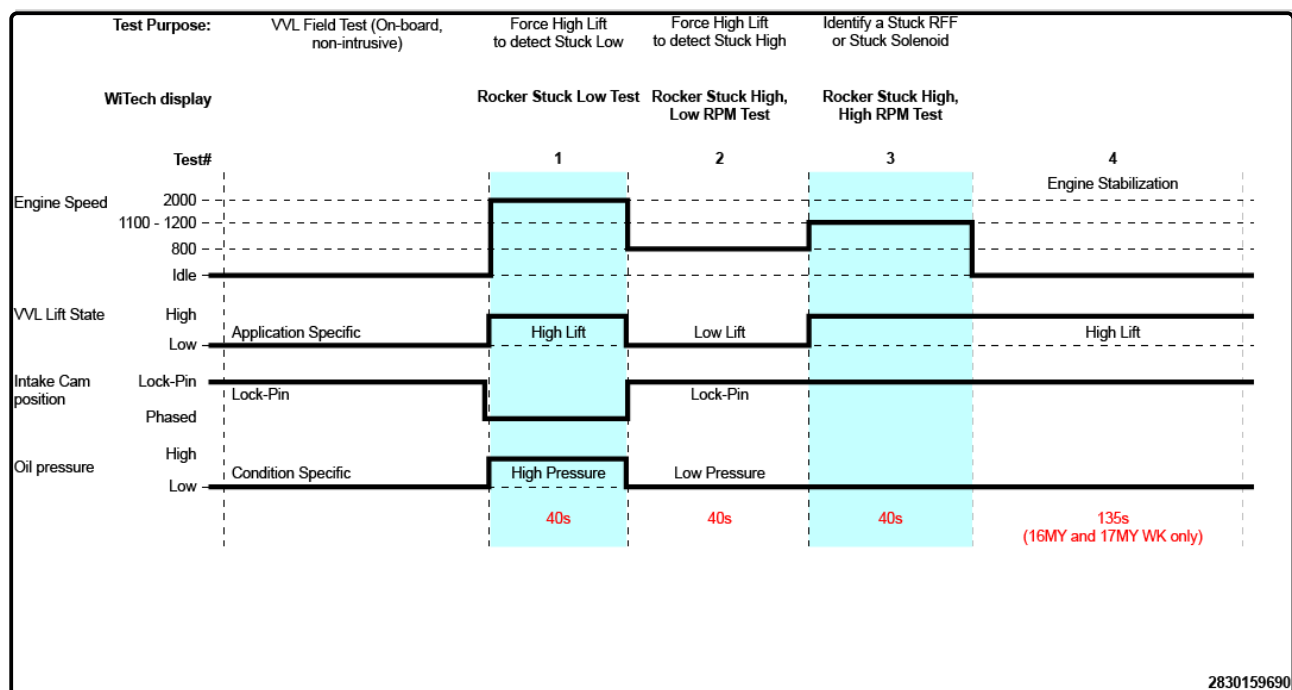 Test Purpose:
VVL Field Test (On-board,
non-intrusive)
Force High Lift
to detect Stuck Low
Force High Lift
to detect Stuck High
Identify a Stuck RFF
or Stuck Solenoid
WiTech display
Rocker Stuck Low Test
Rocker Stuck High,
Low RPM Test
Rocker Stuck High,
High RPM Test
Test#
1
2
3
4
Engine Stabilization
Engine Speed
2000
1100 - 1200
800
Idle
VVL Lift State
High
Low
Application Specific
High Lift
Low Lift
High Lift
Intake Cam
position
Lock-Pin
Phased
Lock-Pin
Lock-Pin
Oil pressure
High
Low
Condition Specific
High Pressure
Low Pressure
40s
40s
40s
135s
(16MY and 17MY WK only)
2830159690